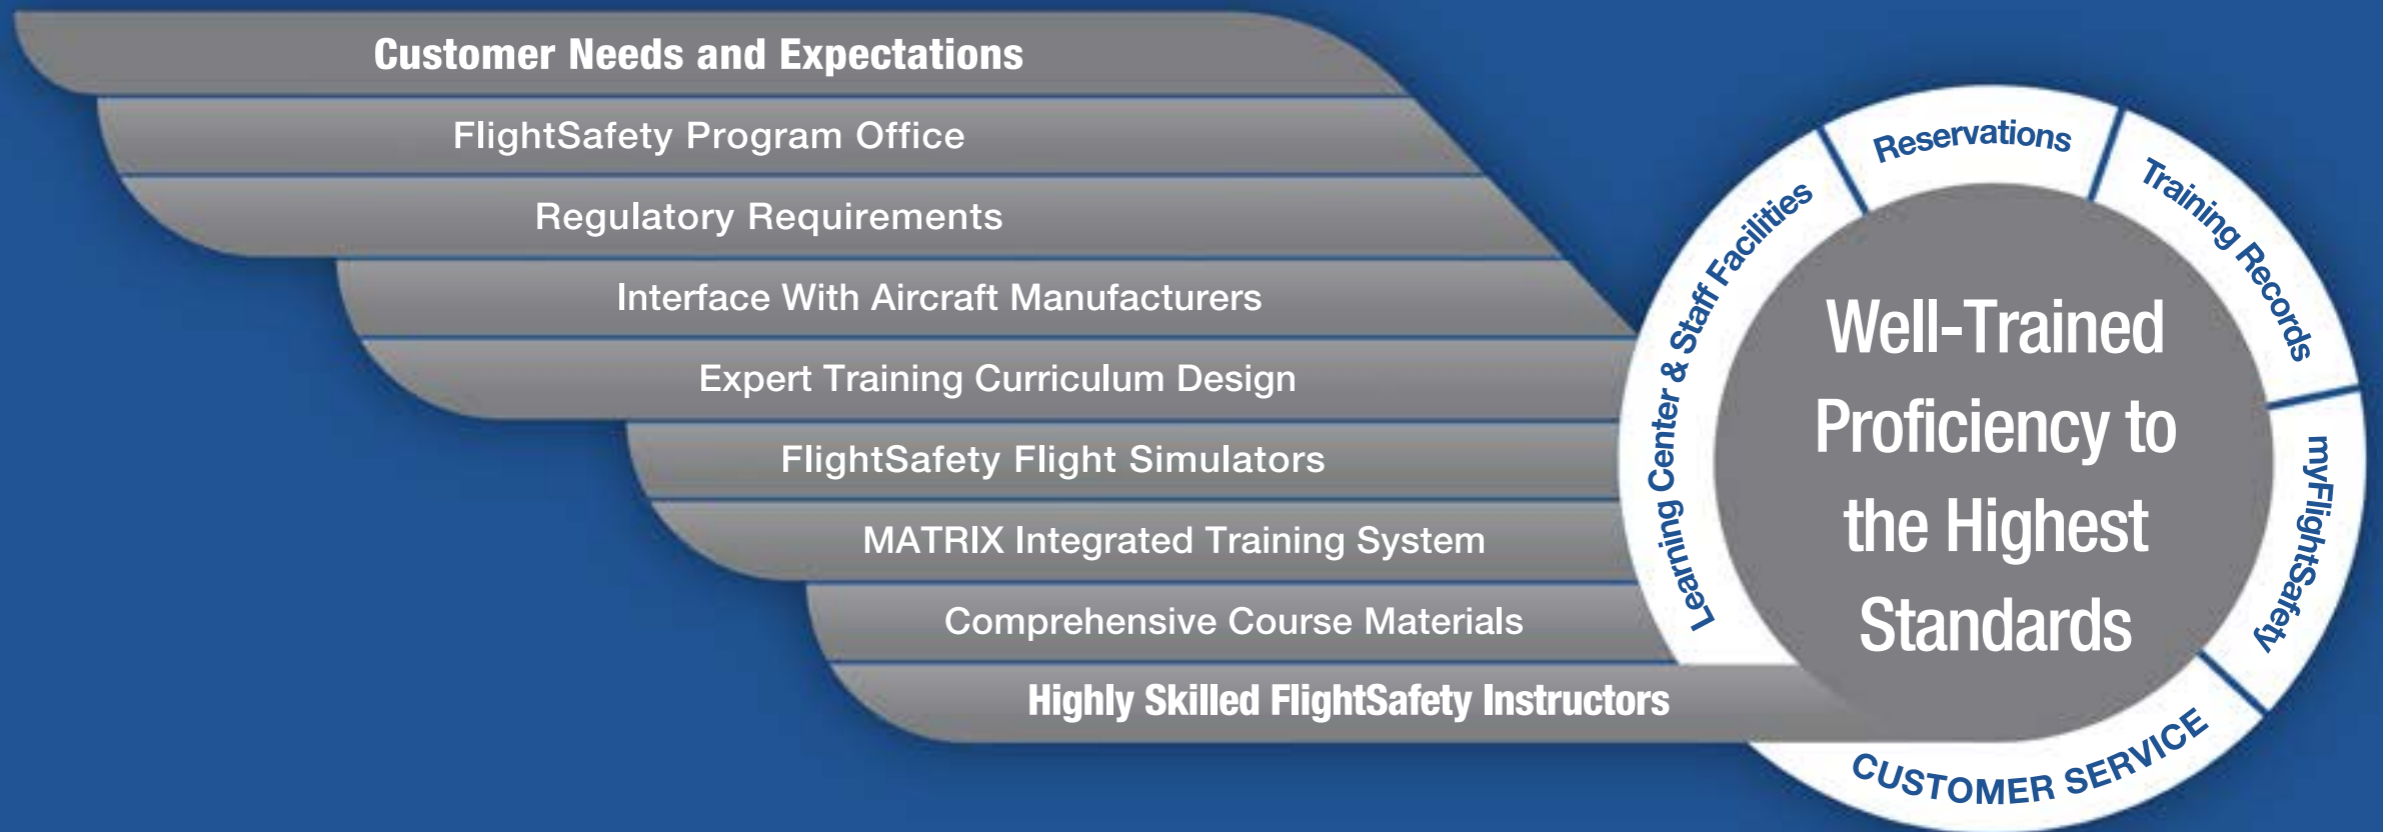 Customer Needs and Expectations
FlightSafety Program Office
Regulatory Requirements
Interface With Aircraft Manufacturers
Expert Training Curriculum Design
FlightSafety Flight Simulators
MATRIX Integrated Training System
Comprehensive Course Materials
Highly Skilled FlightSafety Instructors
Learning Center & Staff Facilities
Reservations
Training Records
myFlightSafety
CUSTOMER SERVICE
Well-Trained
Proficiency to
the Highest
Standards